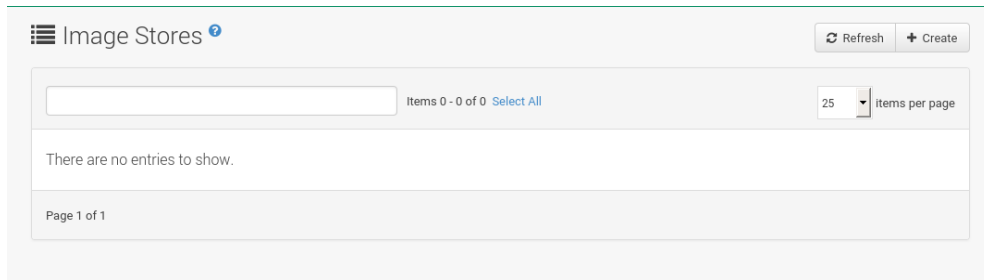 Image Stores ?
Refresh + Create
Items 0 - 0 of 0 Select All 25 items per page
There are no entries to show.
Page 1 of 1